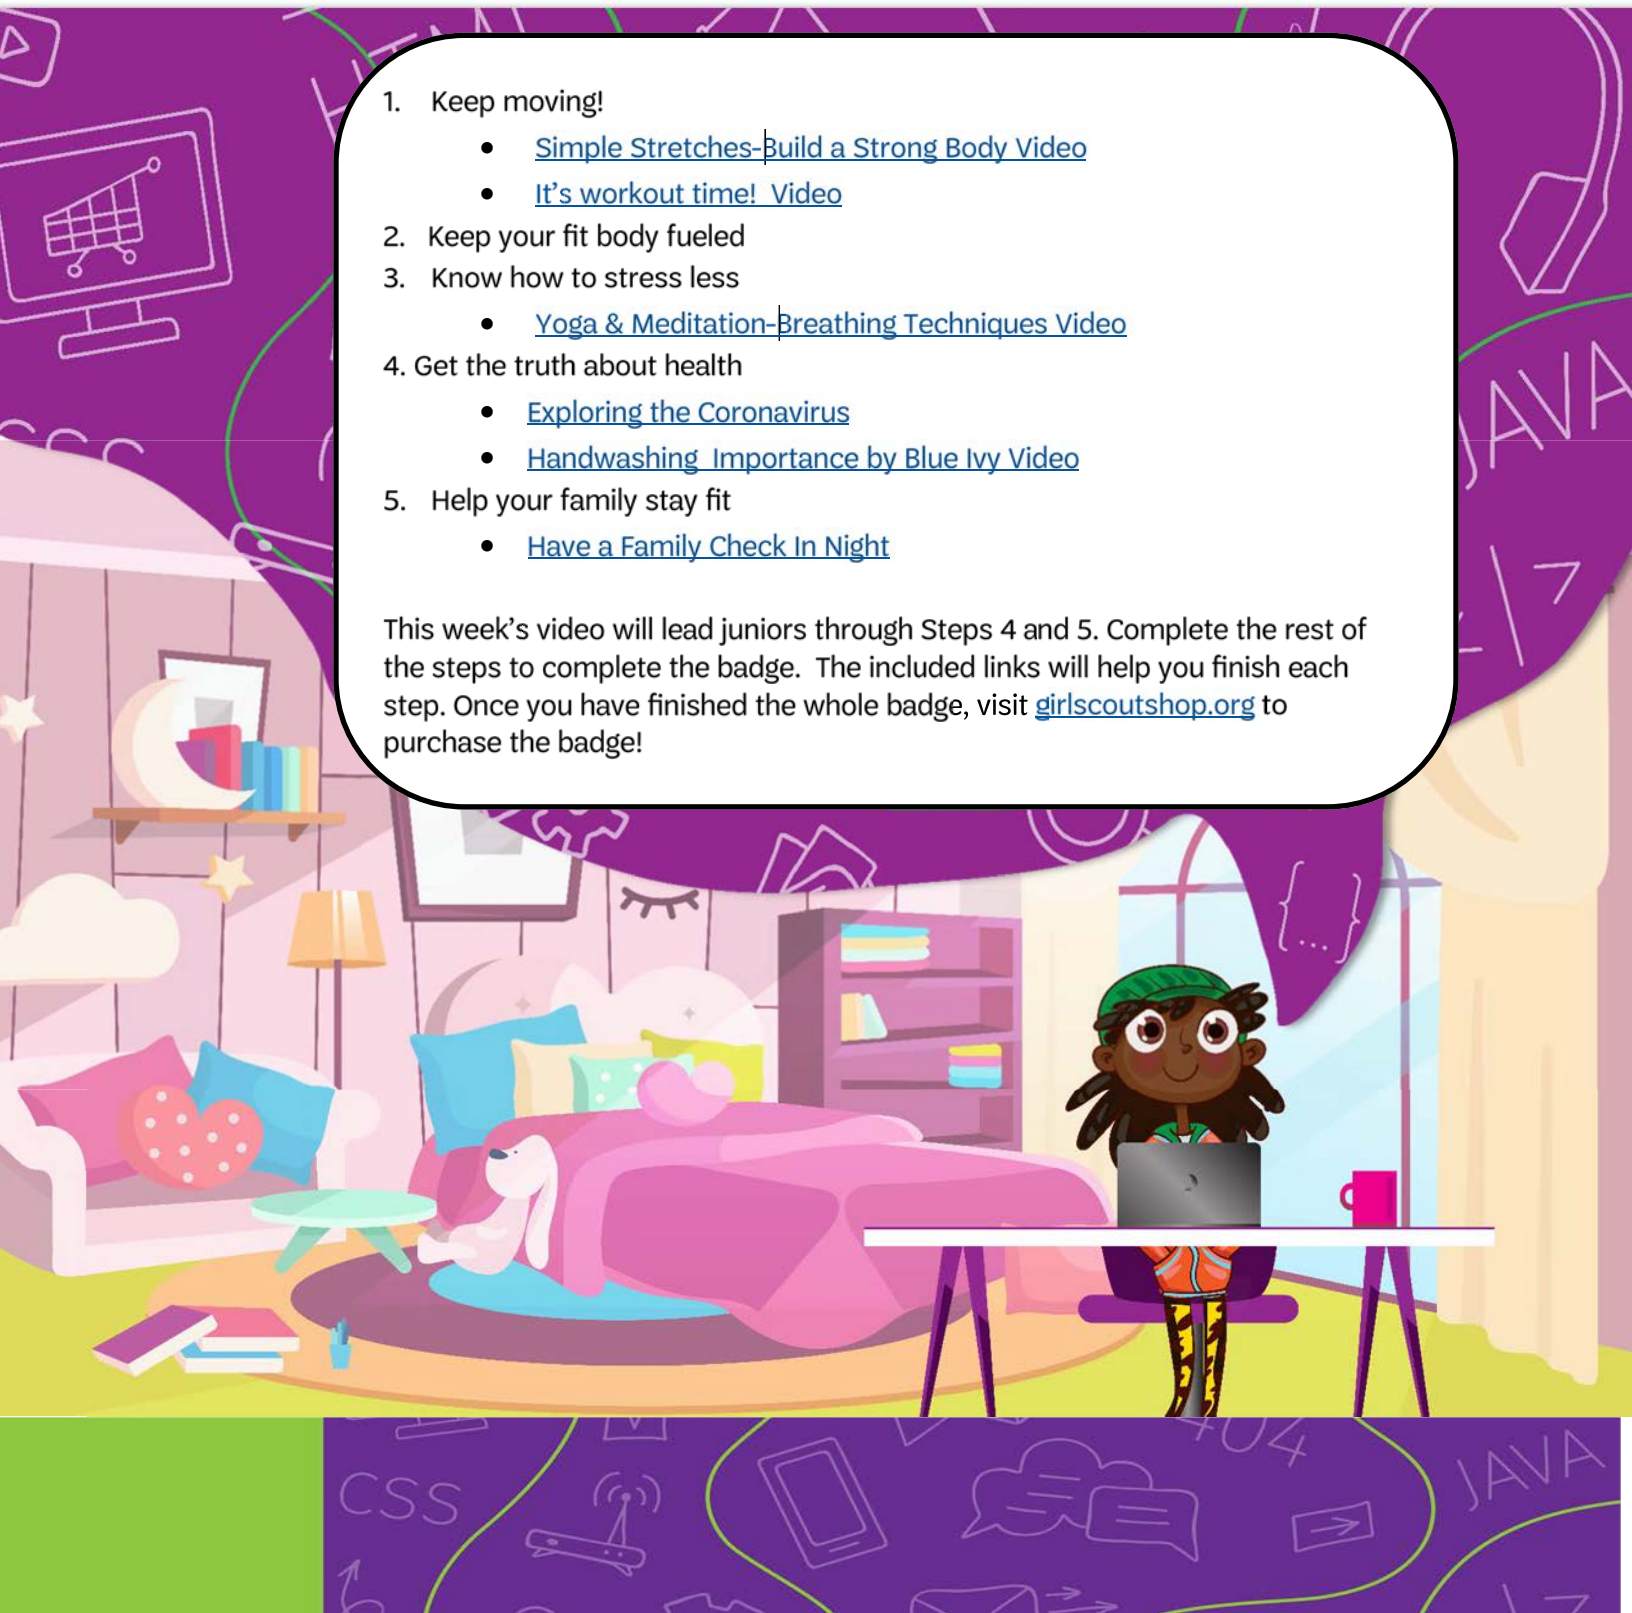 1. Keep moving!
• Simple Stretches-Build a Strong Body Video
• It's workout time!  Video
2. Keep your fit body fueled
3. Know how to stress less
• Yoga & Meditation-Breathing Techniques Video
4. Get the truth about health
• Exploring the Coronavirus
• Handwashing  Importance by Blue Ivy Video
5. Help your family stay fit
• Have a Family Check In Night
This week's video will lead juniors through Steps 4 and 5. Complete the rest of
the steps to complete the badge.  The included links will help you finish each
step. Once you have finished the whole badge, visit girlscoutshop.org to
purchase the badge!
JAVA
</>
{...}
404
CSS
JAVA